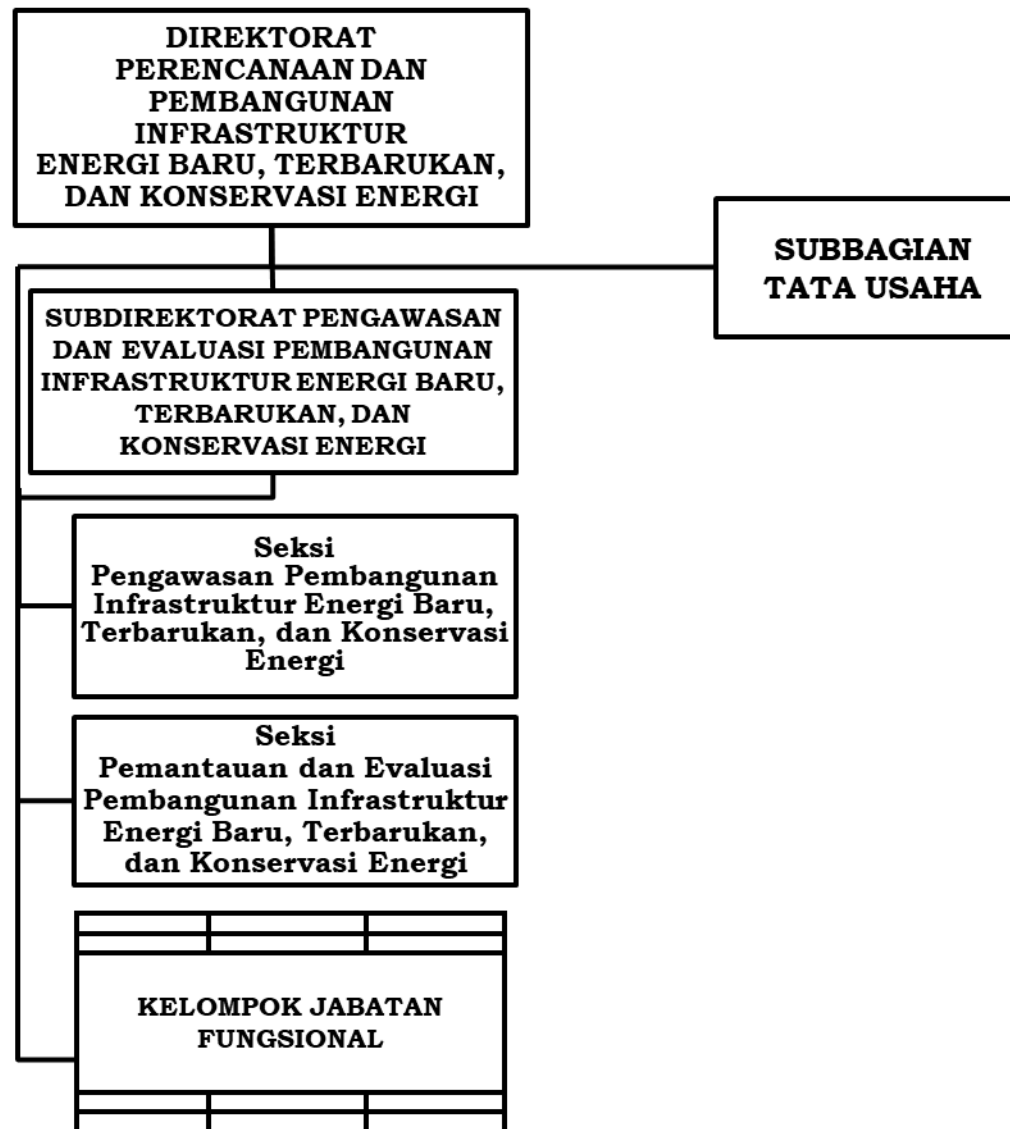 DIREKTORAT
PERENCANAAN DAN
PEMBANGUNAN
INFRASTRUKTUR
ENERGI BARU, TERBARUKAN,
DAN KONSERVASI ENERGI
SUBBAGIAN
TATA USAHA
SUBDIREKTORAT PENGAWASAN
DAN EVALUASI PEMBANGUNAN
INFRASTRUKTUR ENERGI BARU,
TERBARUKAN, DAN
KONSERVASI ENERGI
Seksi
Pengawasan Pembangunan
Infrastruktur Energi Baru,
Terbarukan, dan Konservasi
Energi
Seksi
Pemantauan dan Evaluasi
Pembangunan Infrastruktur
Energi Baru, Terbarukan,
dan Konservasi Energi
KELOMPOK JABATAN
FUNGSIONAL